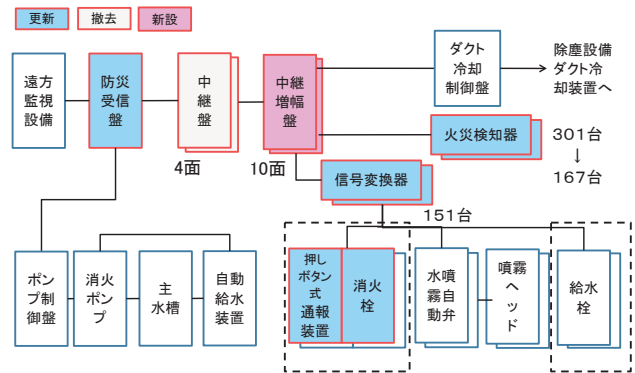 更新
撤去
新設
遠方
監視
設備
防災
受信
盤
中
継
盤
4面
中継
増幅
盤
10面
ダクト
冷却
制御盤
除塵設備
ダクト冷
却装置へ
火災検知器
301台
↓
167台
信号変換器
151台
ポン
プ制
御盤
消火
ポン
プ
主
水槽
自動
給水
装置
押し
ボタン
式
通報
装置
消火
栓
水噴
霧自
動弁
噴霧
ヘッ
ド
給水
栓